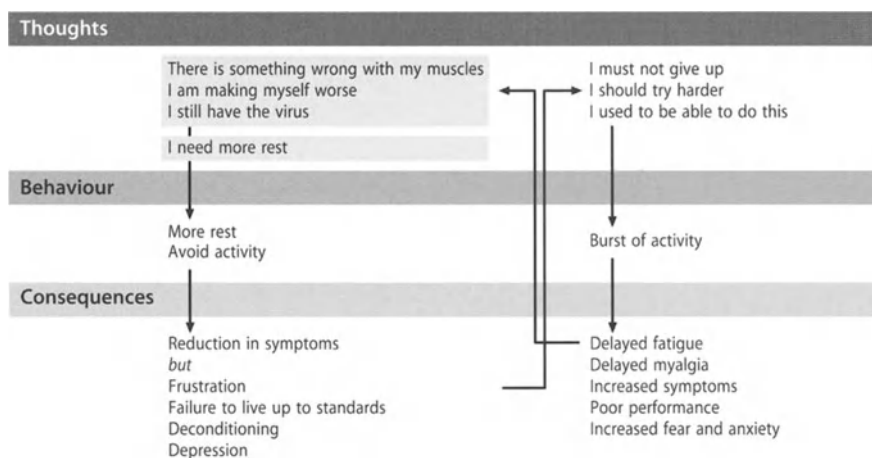 Thoughts
There is something wrong with my muscles
I am making myself worse
I still have the virus
I need more rest
I must not give up
I should try harder
I used to be able to do this
Behaviour
More rest
Avoid activity
Burst of activity
Consequences
Reduction in symptoms
but
Frustration
Failure to live up to standards
Deconditioning
Depression
Delayed fatigue
Delayed myalgia
Increased symptoms
Poor performance
Increased fear and anxiety